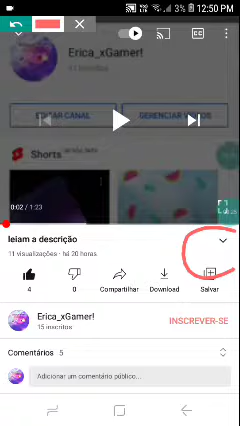 3% 12:50 PM
Erica_xGamer!
EDITAR CANAL GERENCIAR VÍDEOS
Shorts
0:02 / 1:23
leiam a descrição
11 visualizações · há 20 horas
4 0 Compartilhar Download Salvar
Erica_xGamer!
15 inscritos
INSCREVER-SE
Comentários 5
Adicionar um comentário público...